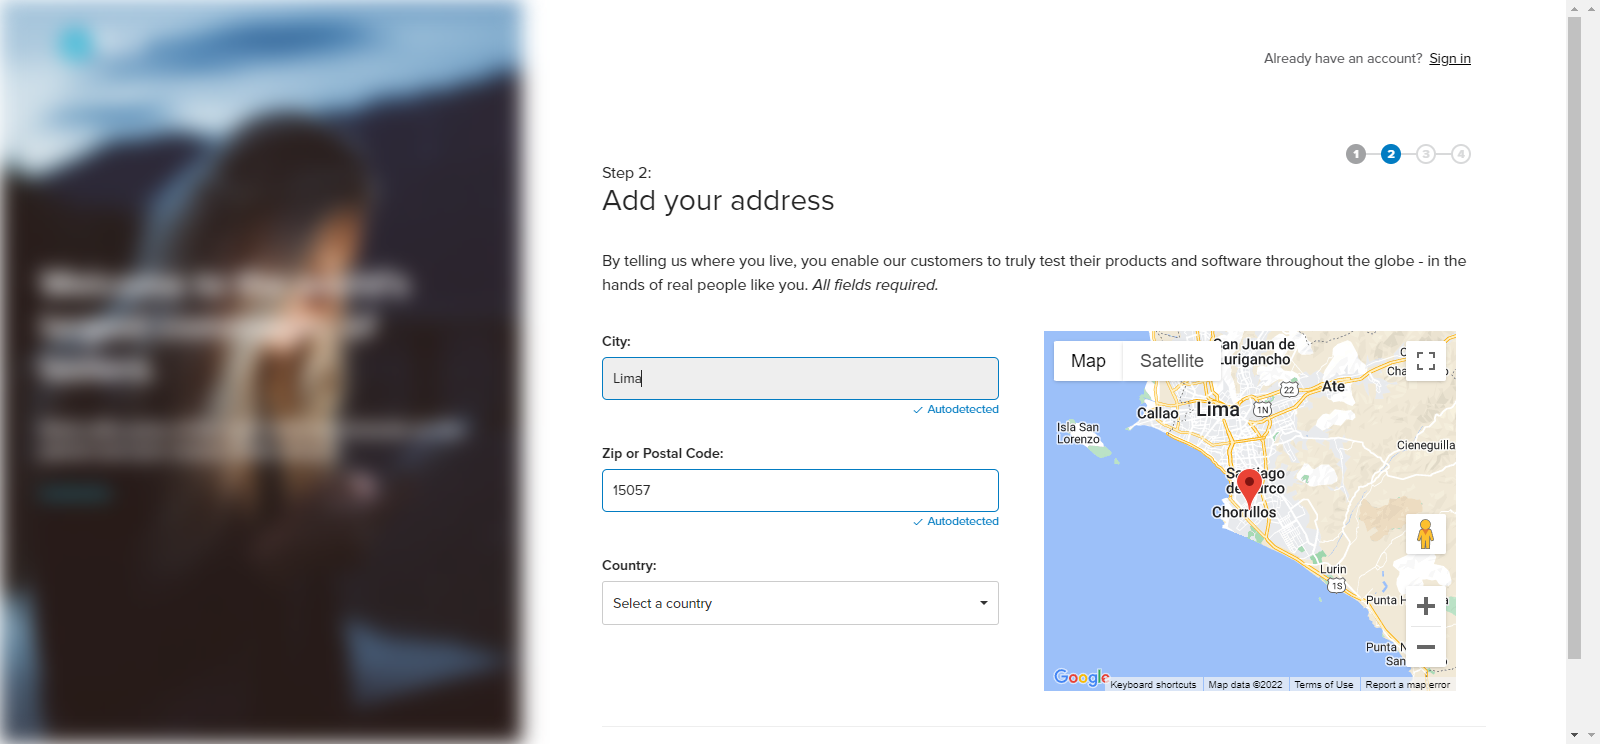 Already have an account? Sign in
1 2 3 4
Step 2:
Add your address
By telling us where you live, you enable our customers to truly test their products and software throughout the globe - in the
hands of real people like you. All fields required.
City:
Lima
Autodetected
Zip or Postal Code:
15057
Autodetected
Country:
Select a country
Map Satellite
San Juan de
Lurigancho
22
Ate
Callao
Lima
1N
Isla San
Lorenzo
Cieneguilla
Santiago
de Surco
Chorrillos
Lurin
1S
Punta
Punta
San
Google
Keyboard shortcuts Map data ©2022 Terms of Use Report a map error